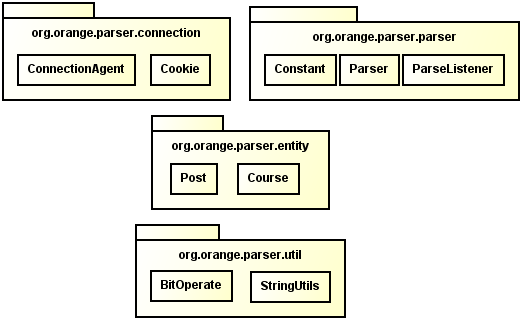 org.orange.parser.connection
ConnectionAgent
Cookie
org.orange.parser.parser
Constant
Parser
ParseListener
org.orange.parser.entity
Post
Course
org.orange.parser.util
BitOperate
StringUtils